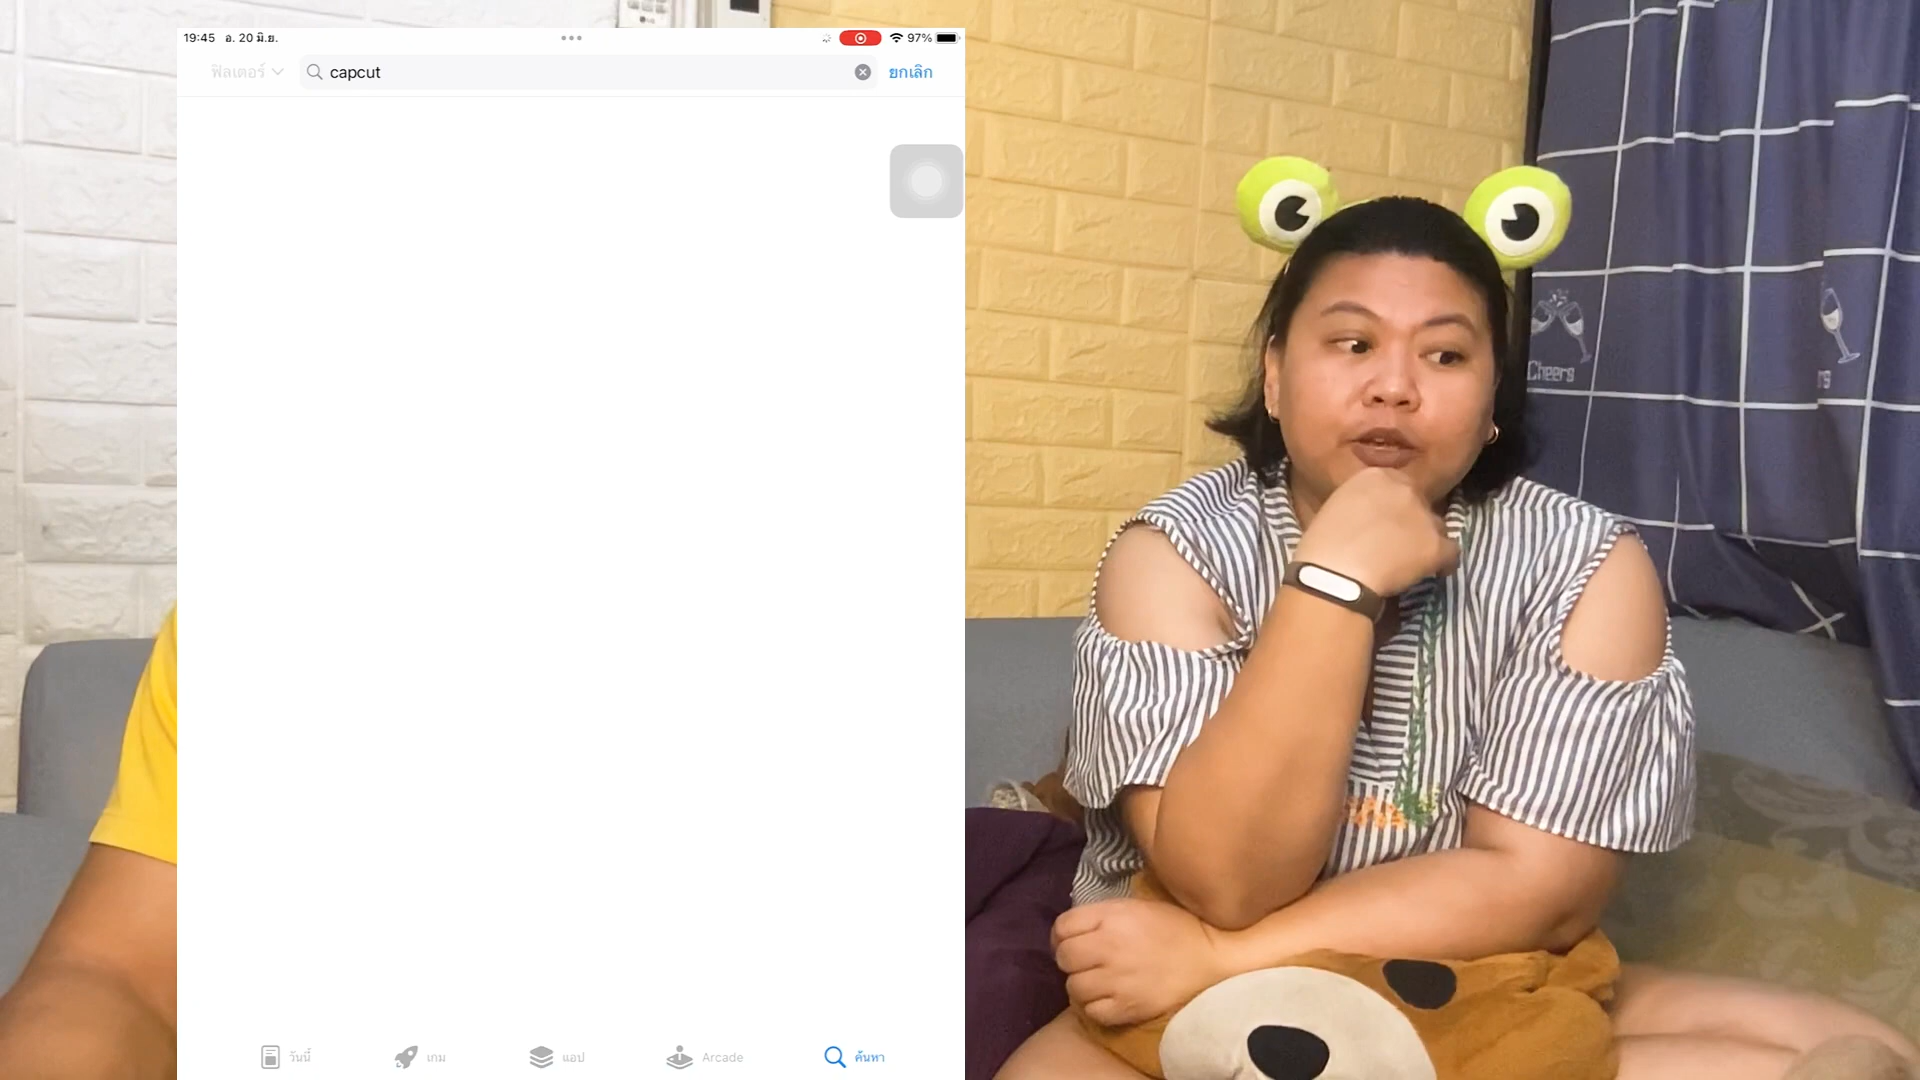 19:45 อ. 20 มิ.ย.
97%
ฟิลเตอร์
capcut
ยกเลิก
Cheers
rs
วันนี้
เกม
แอป
Arcade
ค้นหา